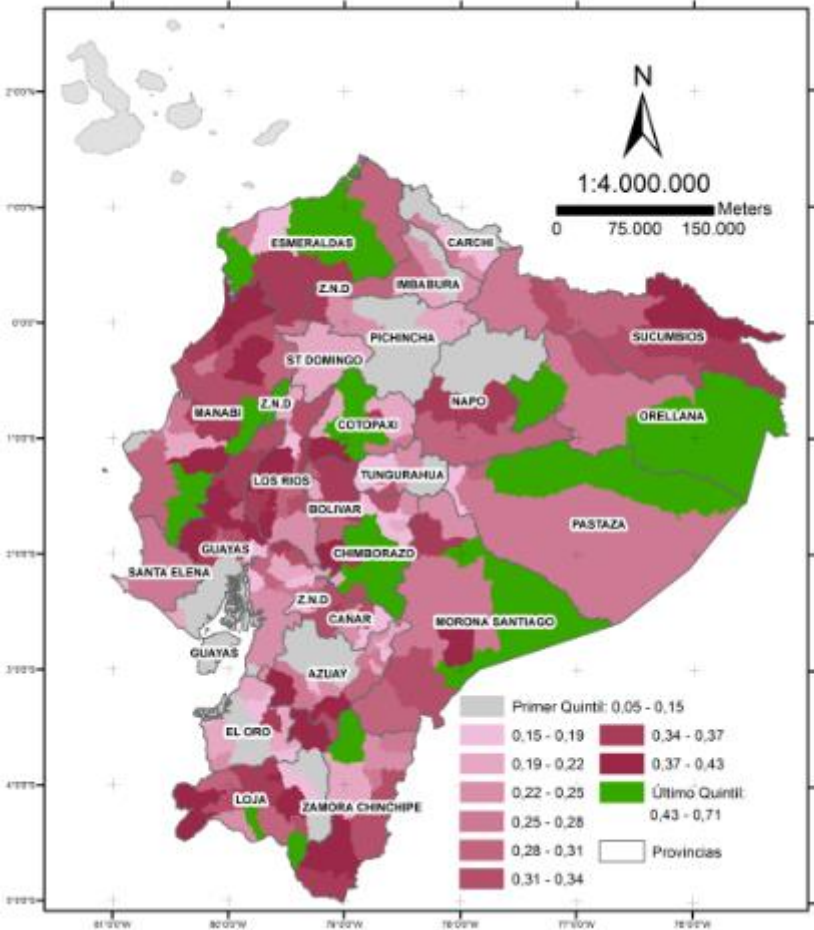 N
1:4.000.000
Meters
0 75.000 150.000
ESMERALDAS
CARCHI
IMBABURA
Z.N.D
SUCUMBIOS
PICHINCHA
ST DOMINGO
NAPO
Z.N.D
MANABI
ORELLANA
COTOPAXI
TUNGURAHUA
LOS RIOS
BOLIVAR
PASTAZA
GUAYAS
CHIMBORAZO
SANTA ELENA
Z.N.D
CAÑAR
MORONA SANTIAGO
GUAYAS
AZUAY
EL ORO
LOJA
ZAMORA CHINCHIPE
Primer Quintil: 0,05 - 0,15
0,15 - 0,19
0,19 - 0,22
0,22 - 0,25
0,25 - 0,28
0,28 - 0,31
0,31 - 0,34
0,34 - 0,37
0,37 - 0,43
Último Quintil:
0,43 - 0,71
Provincias